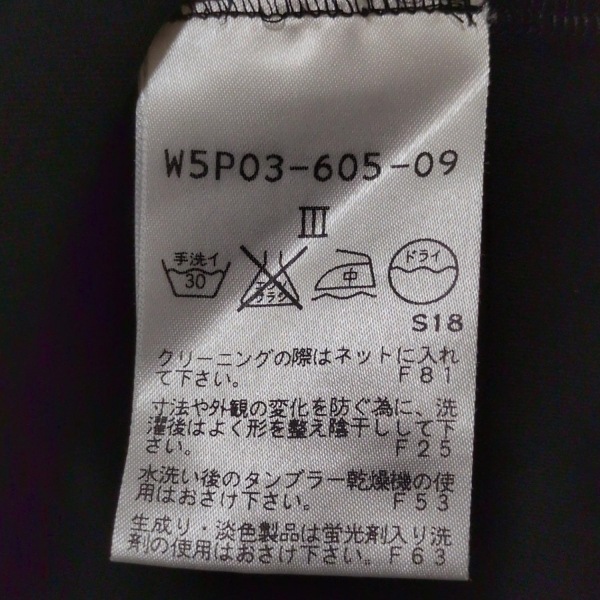 W5P03-605-09
III
手洗イ
30
エンソサラシ
中
ドライ
S18
クリーニングの際はネットに入れ
て下さい。 F81
寸法や外観の変化を防ぐ為に、洗
濯後はよく形を整え陰干しして下
さい。 F25
水洗い後のタンブラー乾燥機の使
用はおさけ下さい。 F53
生成り・淡色製品は蛍光剤入り洗
剤の使用はおさけ下さい。F63